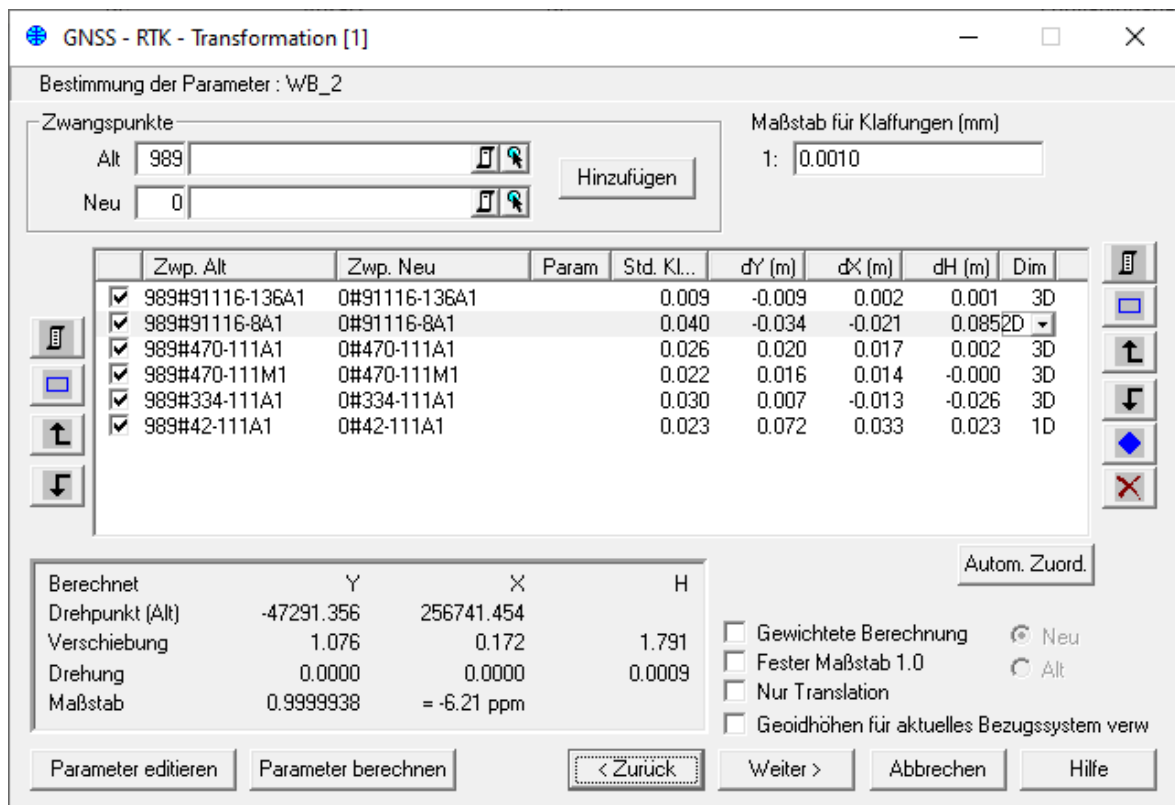 GNSS - RTK - Transformation [1]
Bestimmung der Parameter : WB_2
Zwangspunkte
Maßstab für Klaffungen (mm)
Alt 989
1: 0.0010
Hinzufügen
Neu 0
Zwp. Alt Zwp. Neu Param Std. Kl... dY (m) dX (m) dH (m) Dim
989#91116-136A1 0#91116-136A1 0.009 -0.009 0.002 0.001 3D
989#91116-8A1 0#91116-8A1 0.040 -0.034 -0.021 0.085 2D
989#470-111A1 0#470-111A1 0.026 0.020 0.017 0.002 3D
989#470-111M1 0#470-111M1 0.022 0.016 0.014 -0.000 3D
989#334-111A1 0#334-111A1 0.030 0.007 -0.013 -0.026 3D
989#42-111A1 0#42-111A1 0.023 0.072 0.033 0.023 1D
Autom. Zuord.
Berechnet Y X H
Drehpunkt (Alt) -47291.356 256741.454
Verschiebung 1.076 0.172 1.791
Drehung 0.0000 0.0000 0.0009
Maßstab 0.9999938 = -6.21 ppm
Gewichtete Berechnung Neu
Fester Maßstab 1.0 Alt
Nur Translation
Geoidhöhen für aktuelles Bezugssystem verw
Parameter editieren Parameter berechnen < Zurück Weiter > Abbrechen Hilfe